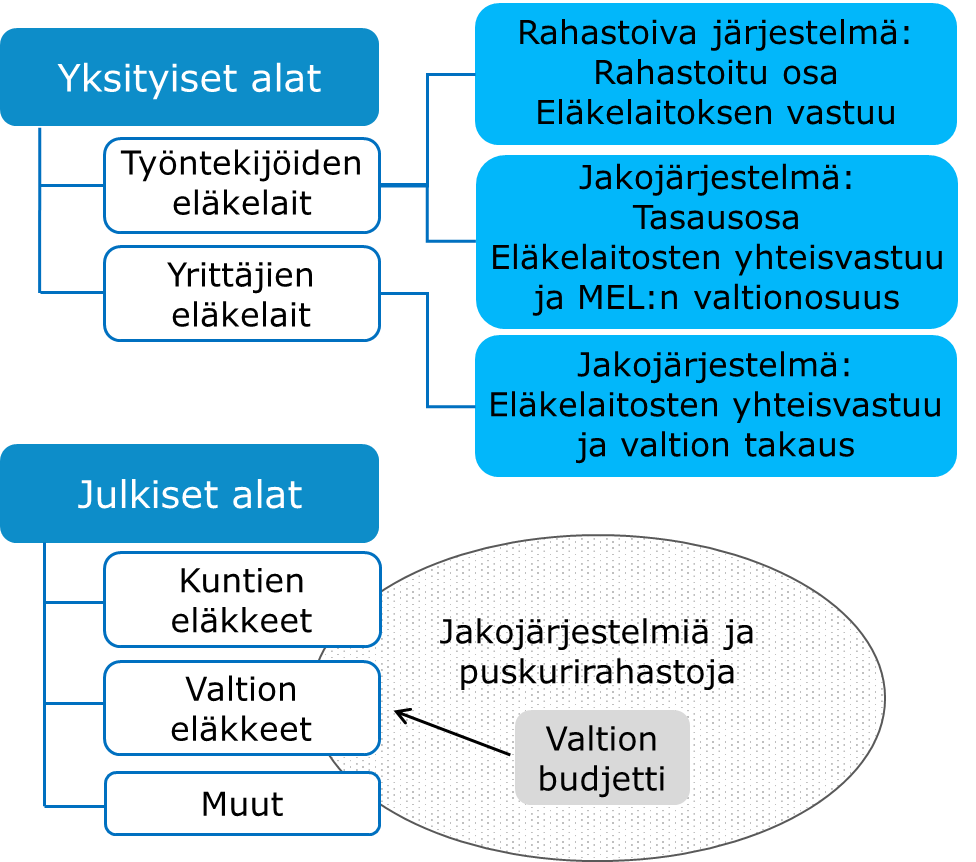 Yksityiset alat
Työntekijöiden
eläkelait
Yrittäjien
eläkelait
Rahastoiva järjestelmä:
Rahastoitu osa
Eläkelaitoksen vastuu
Jakojärjestelmä:
Tasausosa
Eläkelaitosten yhteisvastuu
ja MEL:n valtionosuus
Jakojärjestelmä:
Eläkelaitosten yhteisvastuu
ja valtion takaus
Julkiset alat
Kuntien
eläkkeet
Valtion
eläkkeet
Muut
Jakojärjestelmiä ja
puskurirahastoja
Valtion
budjetti